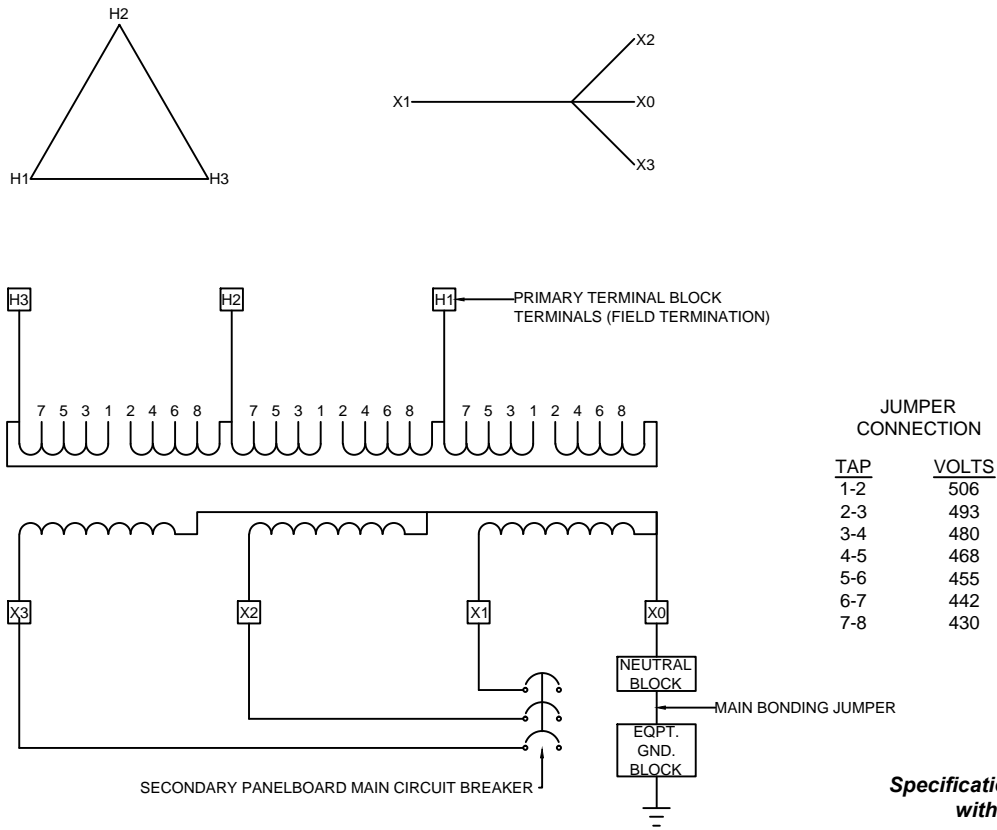 H2
H1
H3
X2
X1
X0
X3
H3
H2
H1
PRIMARY TERMINAL BLOCK
TERMINALS (FIELD TERMINATION)
7 5 3 1 2 4 6 8 7 5 3 1 2 4 6 8 7 5 3 1 2 4 6 8
JUMPER
CONNECTION
TAP VOLTS
1-2 506
2-3 493
3-4 480
4-5 468
5-6 455
6-7 442
7-8 430
X3
X2
X1
X0
NEUTRAL
BLOCK
MAIN BONDING JUMPER
EQPT.
GND.
BLOCK
SECONDARY PANELBOARD MAIN CIRCUIT BREAKER
Specificatio
with